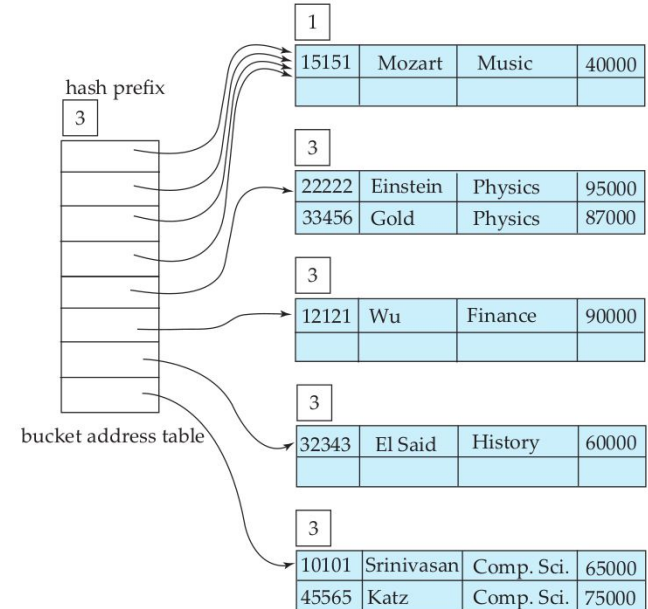 hash prefix
3
bucket address table
1
15151 Mozart Music 40000
3
22222 Einstein Physics 95000
33456 Gold Physics 87000
3
12121 Wu Finance 90000
3
32343 El Said History 60000
3
10101 Srinivasan Comp. Sci. 65000
45565 Katz Comp. Sci. 75000